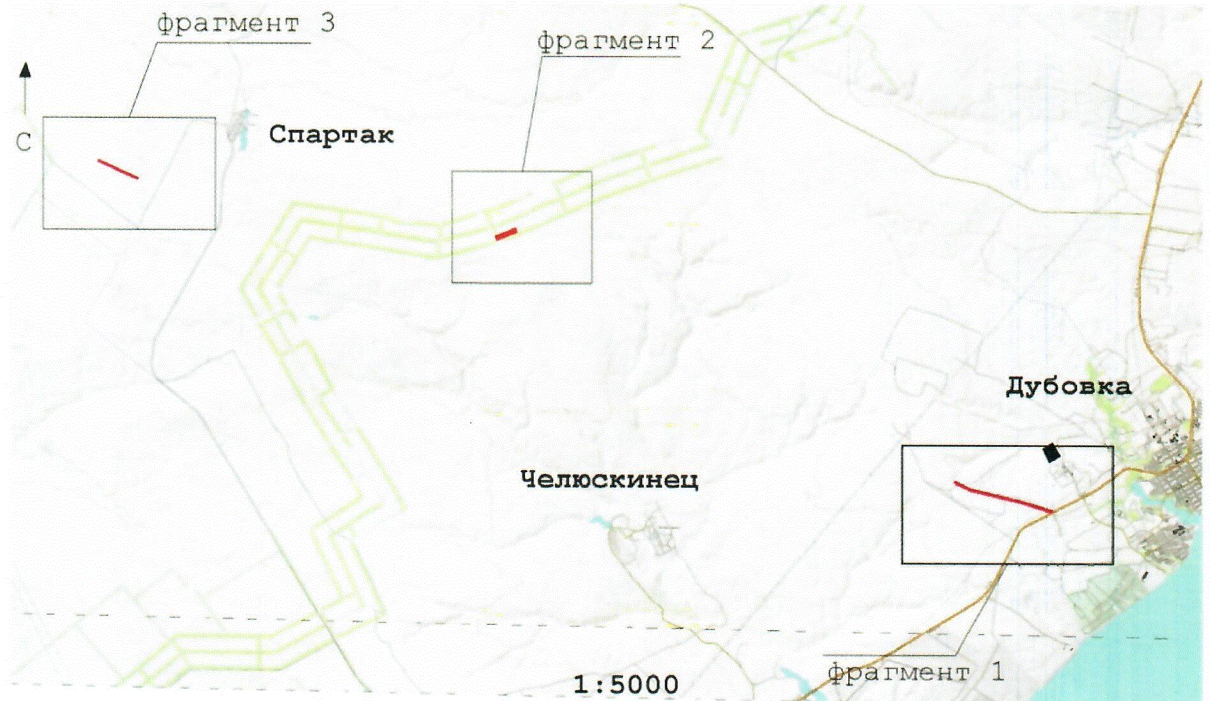 фрагмент 3
фрагмент 2
С
Спартак
Дубовка
Челюскинец
фрагмент 1
1:5000